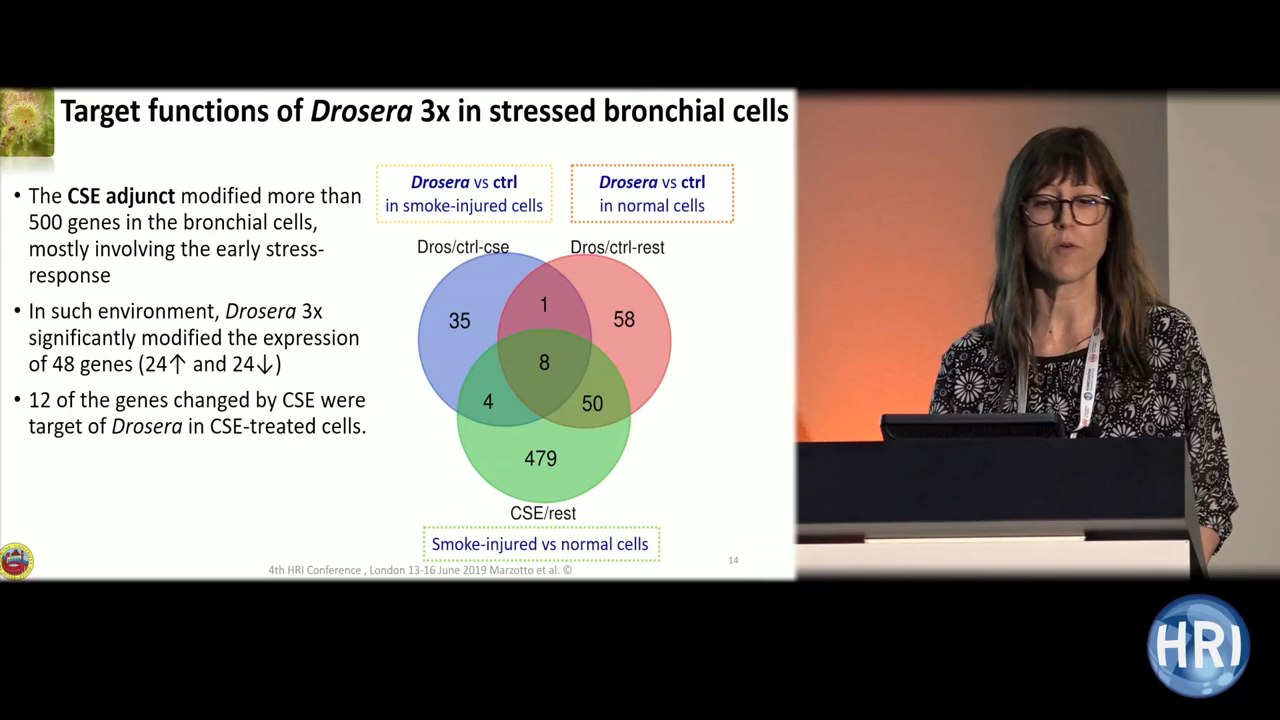 Target functions of Drosera 3x in stressed bronchial cells
• The CSE adjunct modified more than
500 genes in the bronchial cells,
mostly involving the early stress-
response
• In such environment, Drosera 3x
significantly modified the expression
of 48 genes (24↑ and 24↓)
• 12 of the genes changed by CSE were
target of Drosera in CSE-treated cells.
Drosera vs ctrl
in smoke-injured cells
Drosera vs ctrl
in normal cells
Dros/ctrl-cse
Dros/ctrl-rest
35
1
58
8
4
50
479
CSE/rest
Smoke-injured vs normal cells
4th HRI Conference , London 13-16 June 2019 Marzotto et al. ©
14
HRI